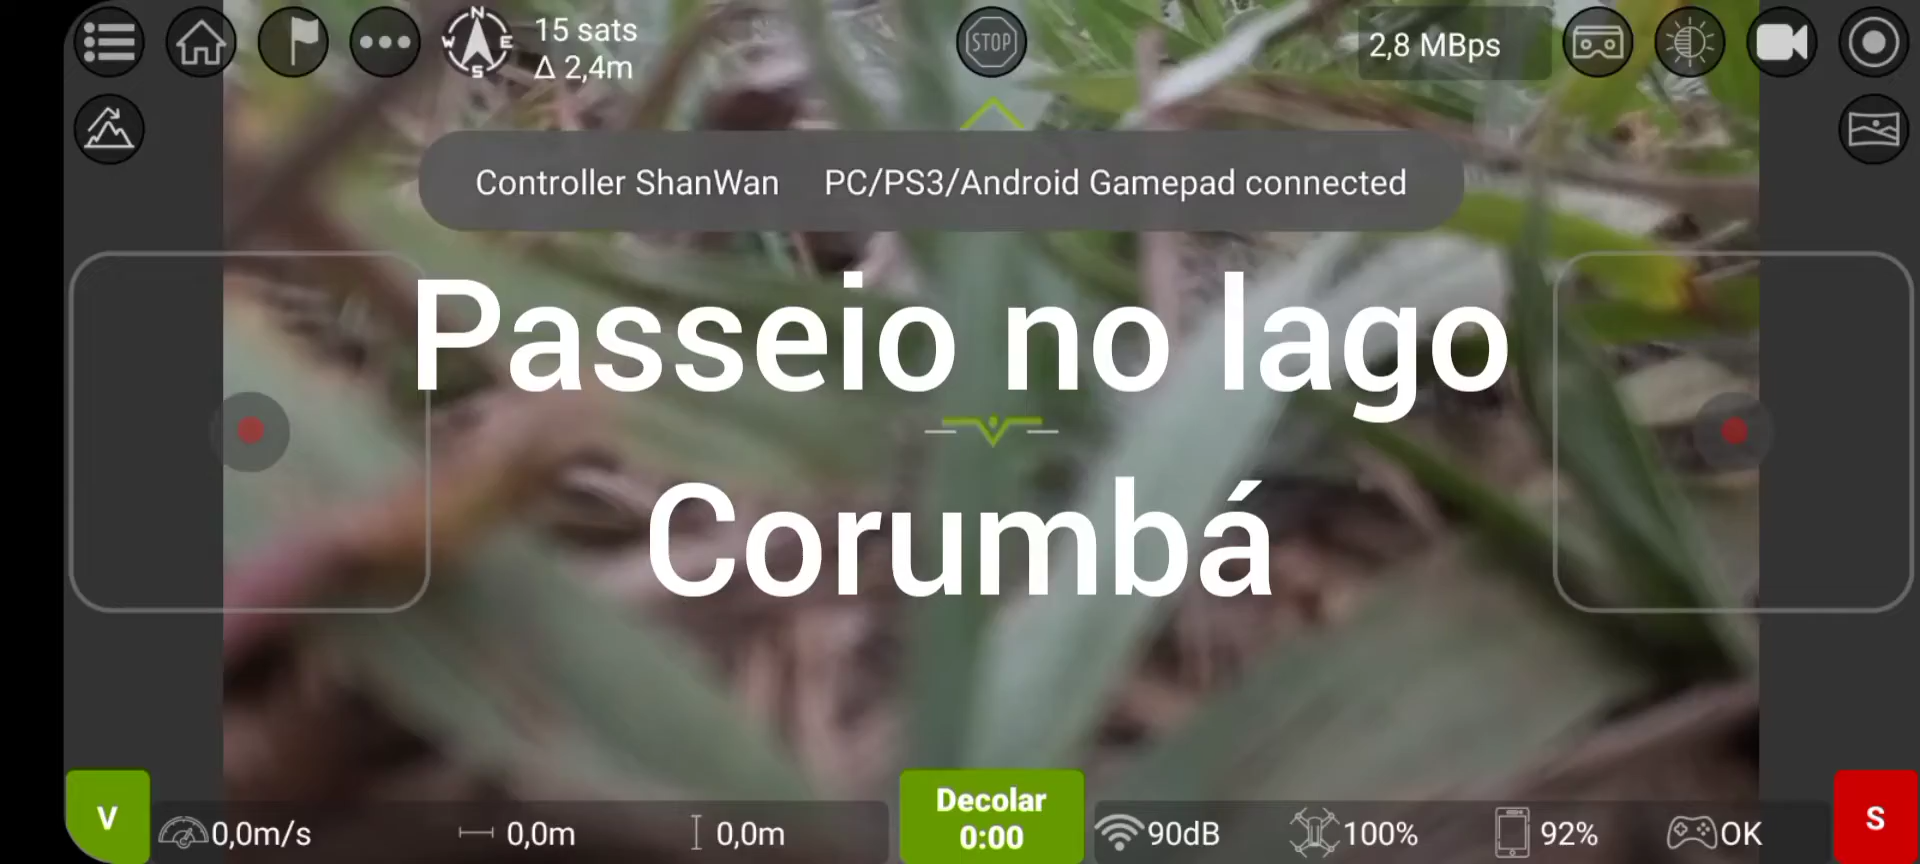 15 sats
Δ 2,4m
N
W E
S
STOP
2,8 MBps
Controller ShanWan PC/PS3/Android Gamepad connected
Passeio no lago
Corumbá
V
0,0m/s
0,0m
0,0m
Decolar
0:00
90dB
100%
92%
OK
S